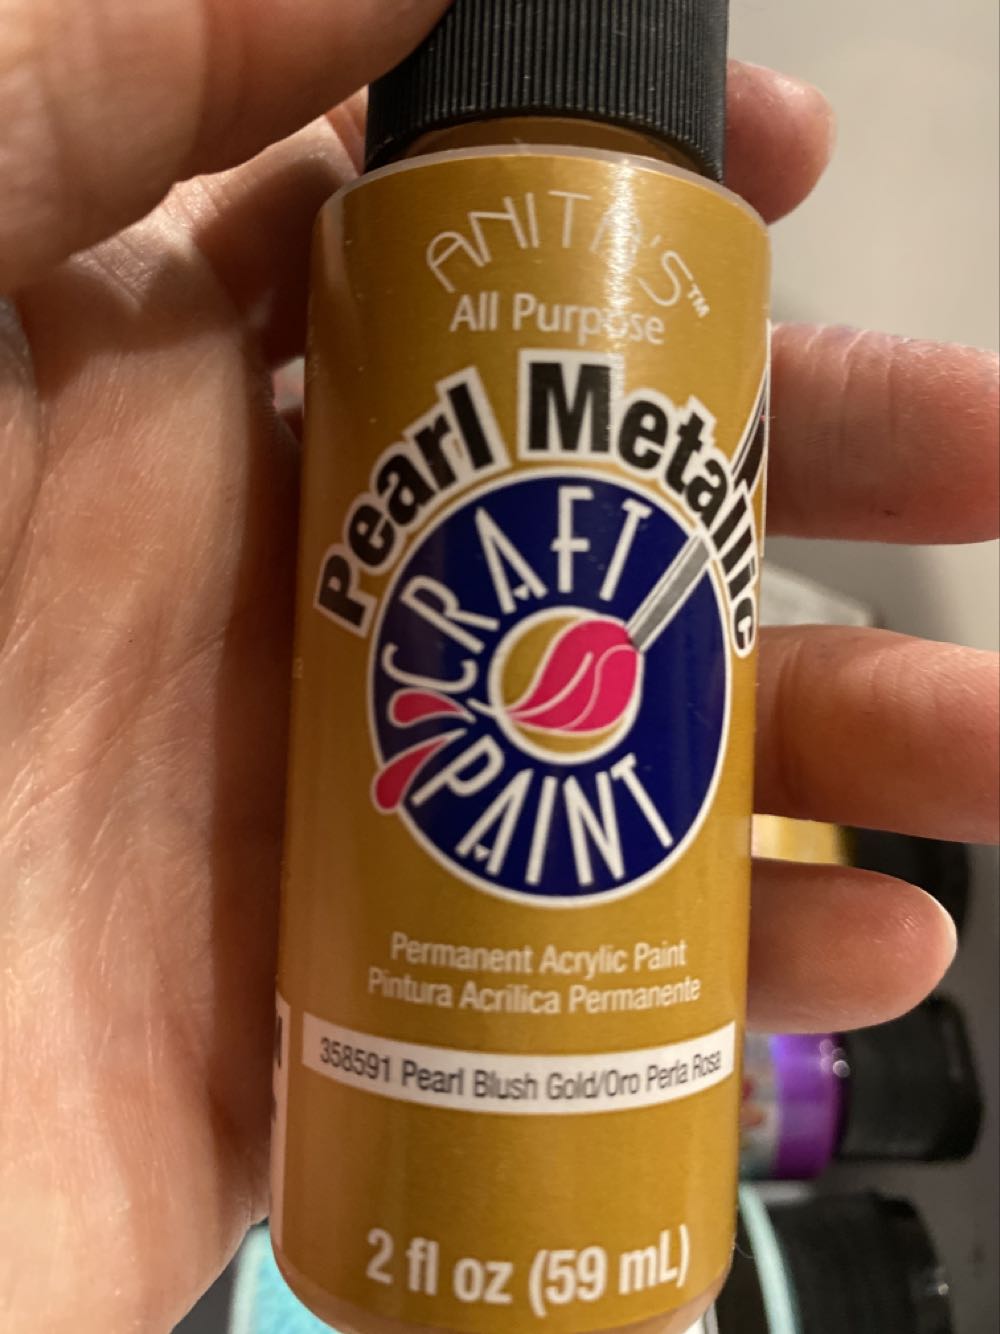 ANITA'S™
All Purpose
Pearl Metallic
CRAFT
PAINT
Permanent Acrylic Paint
Pintura Acrilica Permanente
358591 Pearl Blush Gold/Oro Perla Rosa
2 fl oz (59 mL)